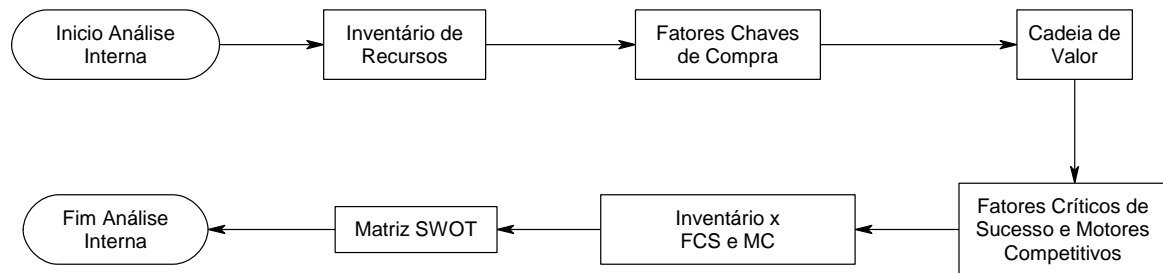 Inicio Análise
Interna
Inventário de
Recursos
Fatores Chaves
de Compra
Cadeia de
Valor
Fatores Críticos de
Sucesso e Motores
Competitivos
Inventário x
FCS e MC
Matriz SWOT
Fim Análise
Interna